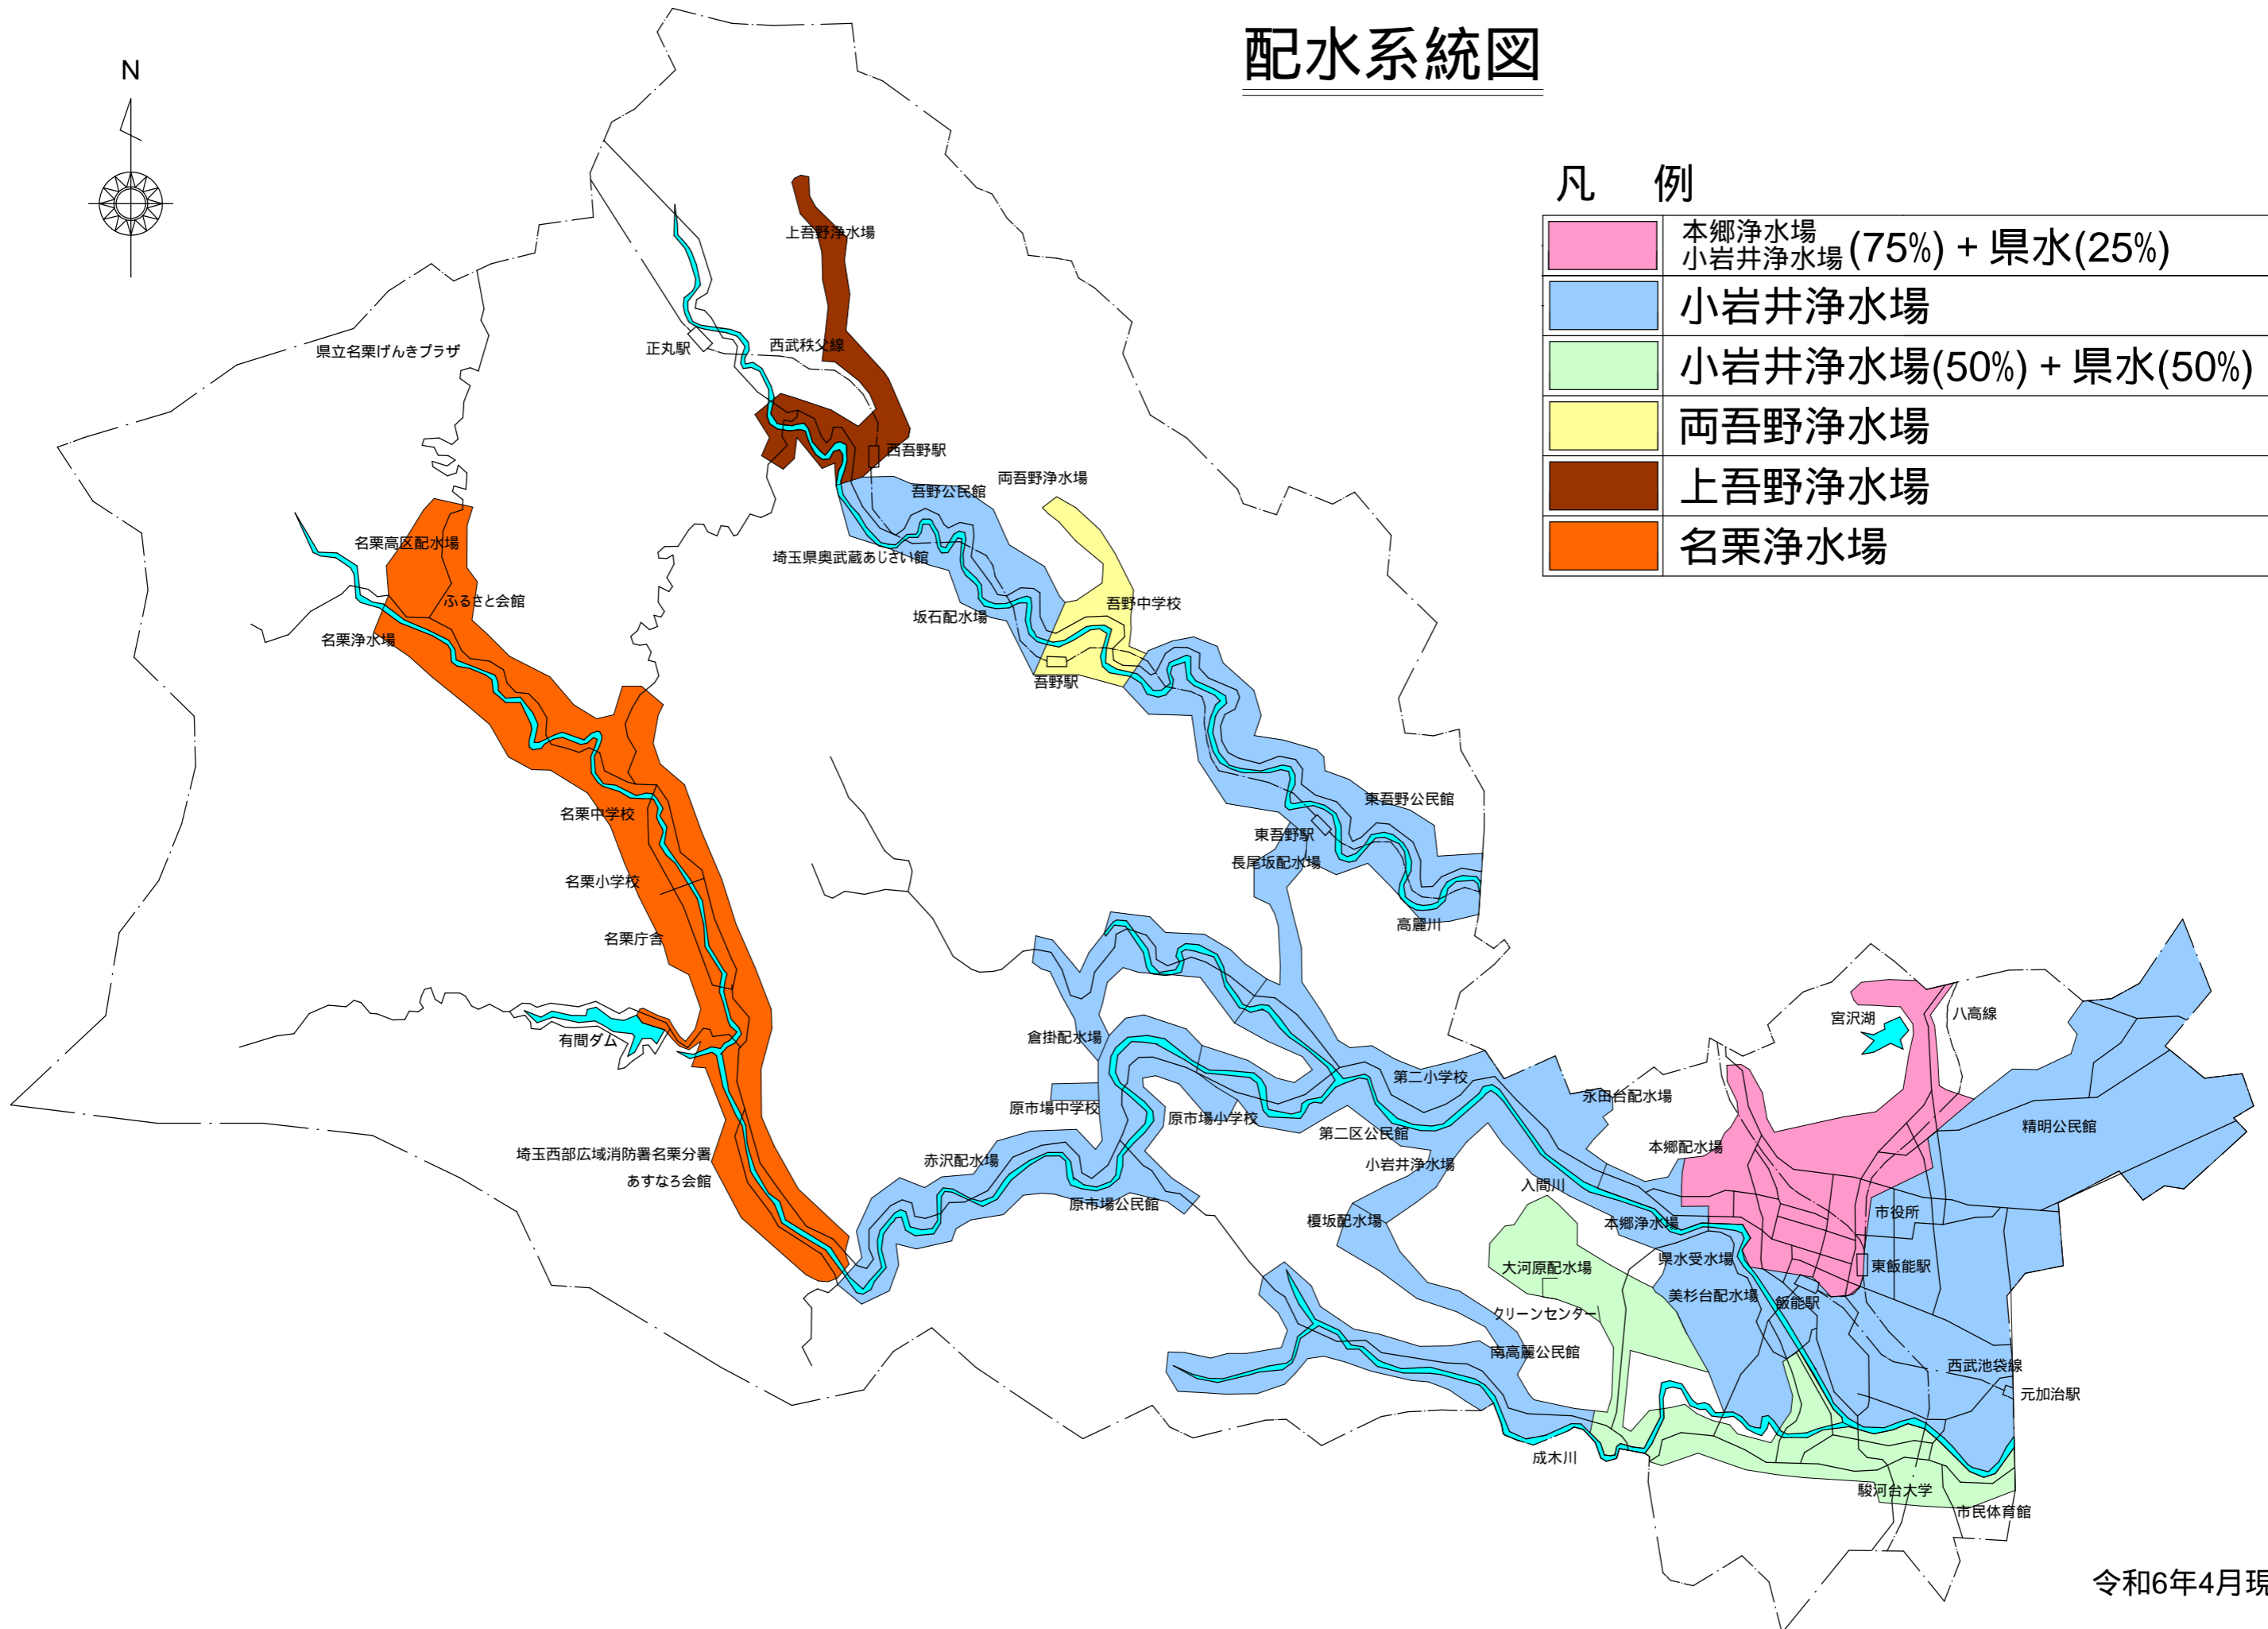 配水系統図
N
凡 例
本郷浄水場
小岩井浄水場 (75%) + 県水(25%)
小岩井浄水場
小岩井浄水場(50%) + 県水(50%)
両吾野浄水場
上吾野浄水場
名栗浄水場
上吾野浄水場
県立名栗げんきプラザ
正丸駅
西武秩父線
西吾野駅
吾野公民館
両吾野浄水場
名栗高区配水場
埼玉県奥武蔵あじさい館
ふるさと会館
坂石配水場
吾野中学校
名栗浄水場
吾野駅
東吾野公民館
名栗中学校
東吾野駅
長尾坂配水場
名栗小学校
高麗川
名栗庁舎
有間ダム
倉掛配水場
宮沢湖
八高線
第二小学校
永田台配水場
原市場中学校
原市場小学校
第二区公民館
精明公民館
本郷配水場
埼玉西部広域消防署名栗分署
赤沢配水場
小岩井浄水場
あすなろ会館
入間川
原市場公民館
榎坂配水場
本郷浄水場
市役所
県水受水場
大河原配水場
東飯能駅
美杉台配水場
飯能駅
クリーンセンター
南高麗公民館
西武池袋線
元加治駅
成木川
駿河台大学
市民体育館
令和6年4月現